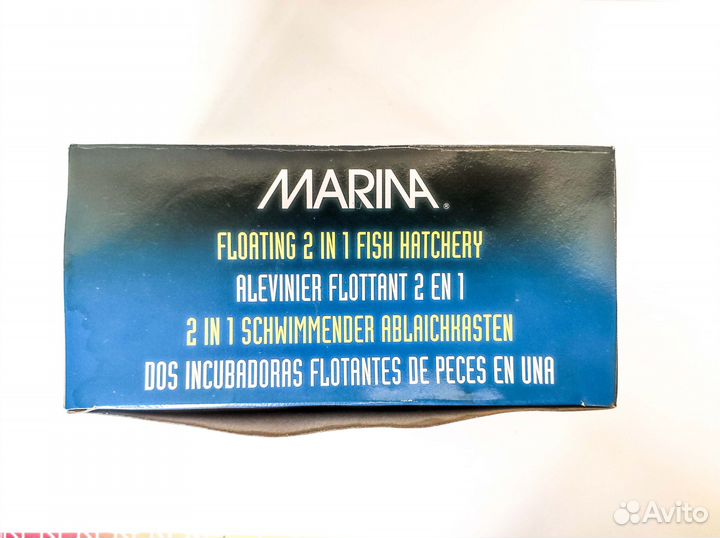 MARINA®
FLOATING 2 IN 1 FISH HATCHERY
ALEVINIER FLOTTANT 2 EN 1
2 IN 1 SCHWIMMENDER ABLAICHKASTEN
DOS INCUBADORAS FLOTANTES DE PECES EN UNA
Avito